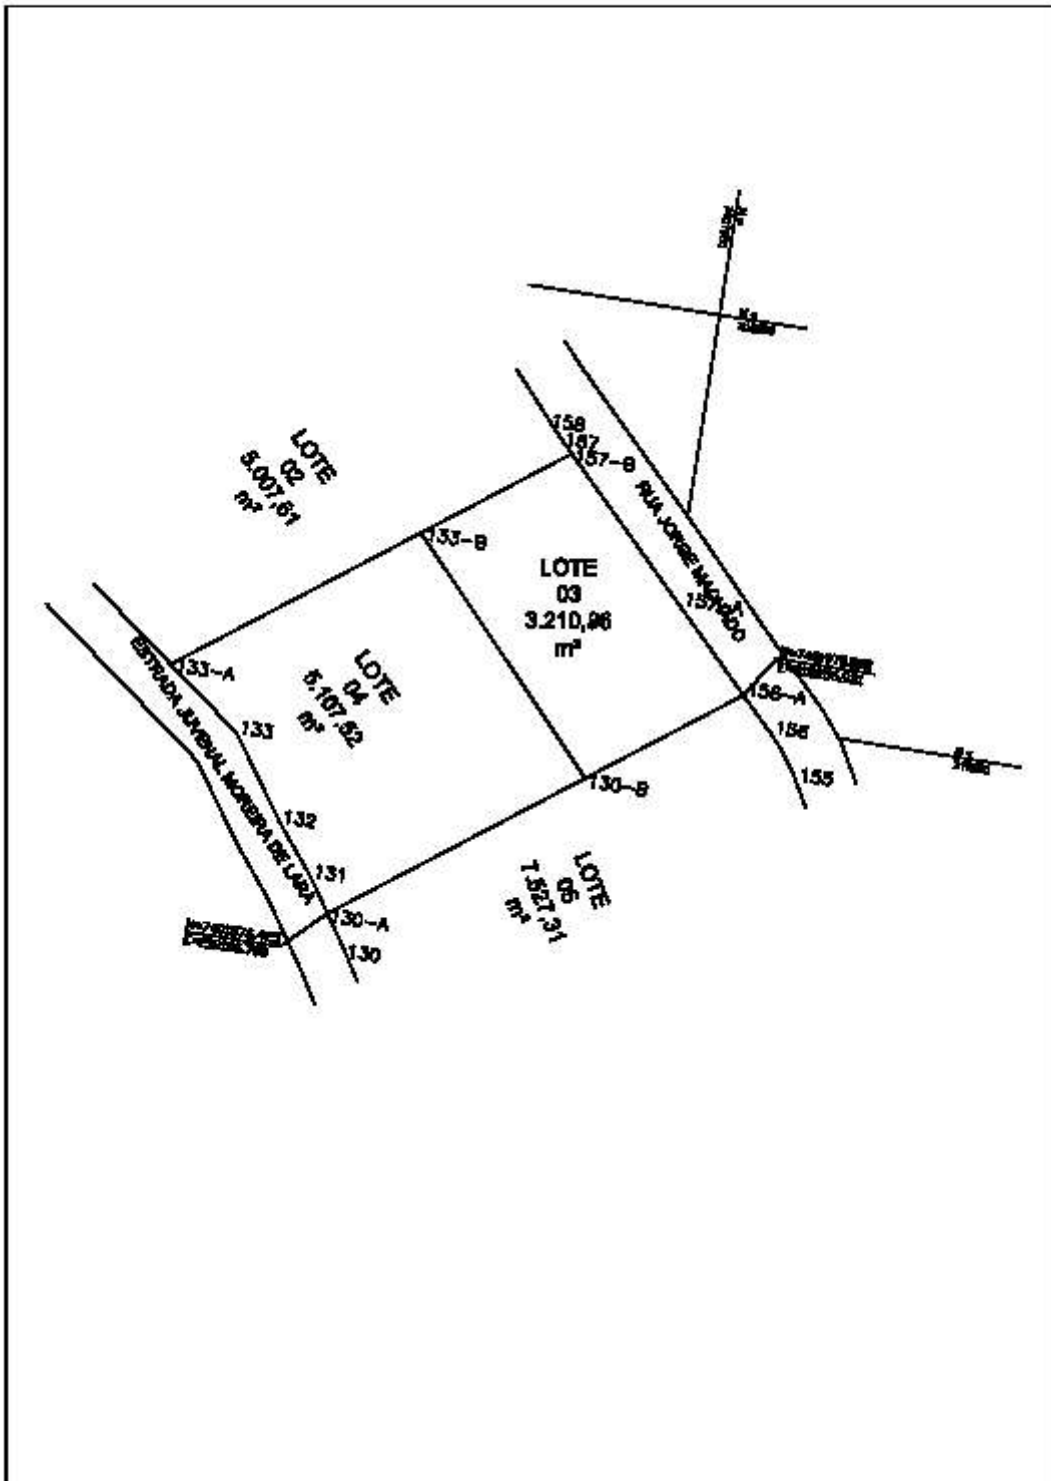 158
157
157-B
LOTE
02
5.007,61
m²
RUA JORGE MACHADO
133-B
LOTE
03
3.210,96
m²
157-A
ESTRADA JUVENAL MOREIRA DE LARA
133-A
LOTE
04
5.107,52
m²
156-A
133
156
155
130-B
132
131
LOTE
05
7.527,31
m²
130-A
130